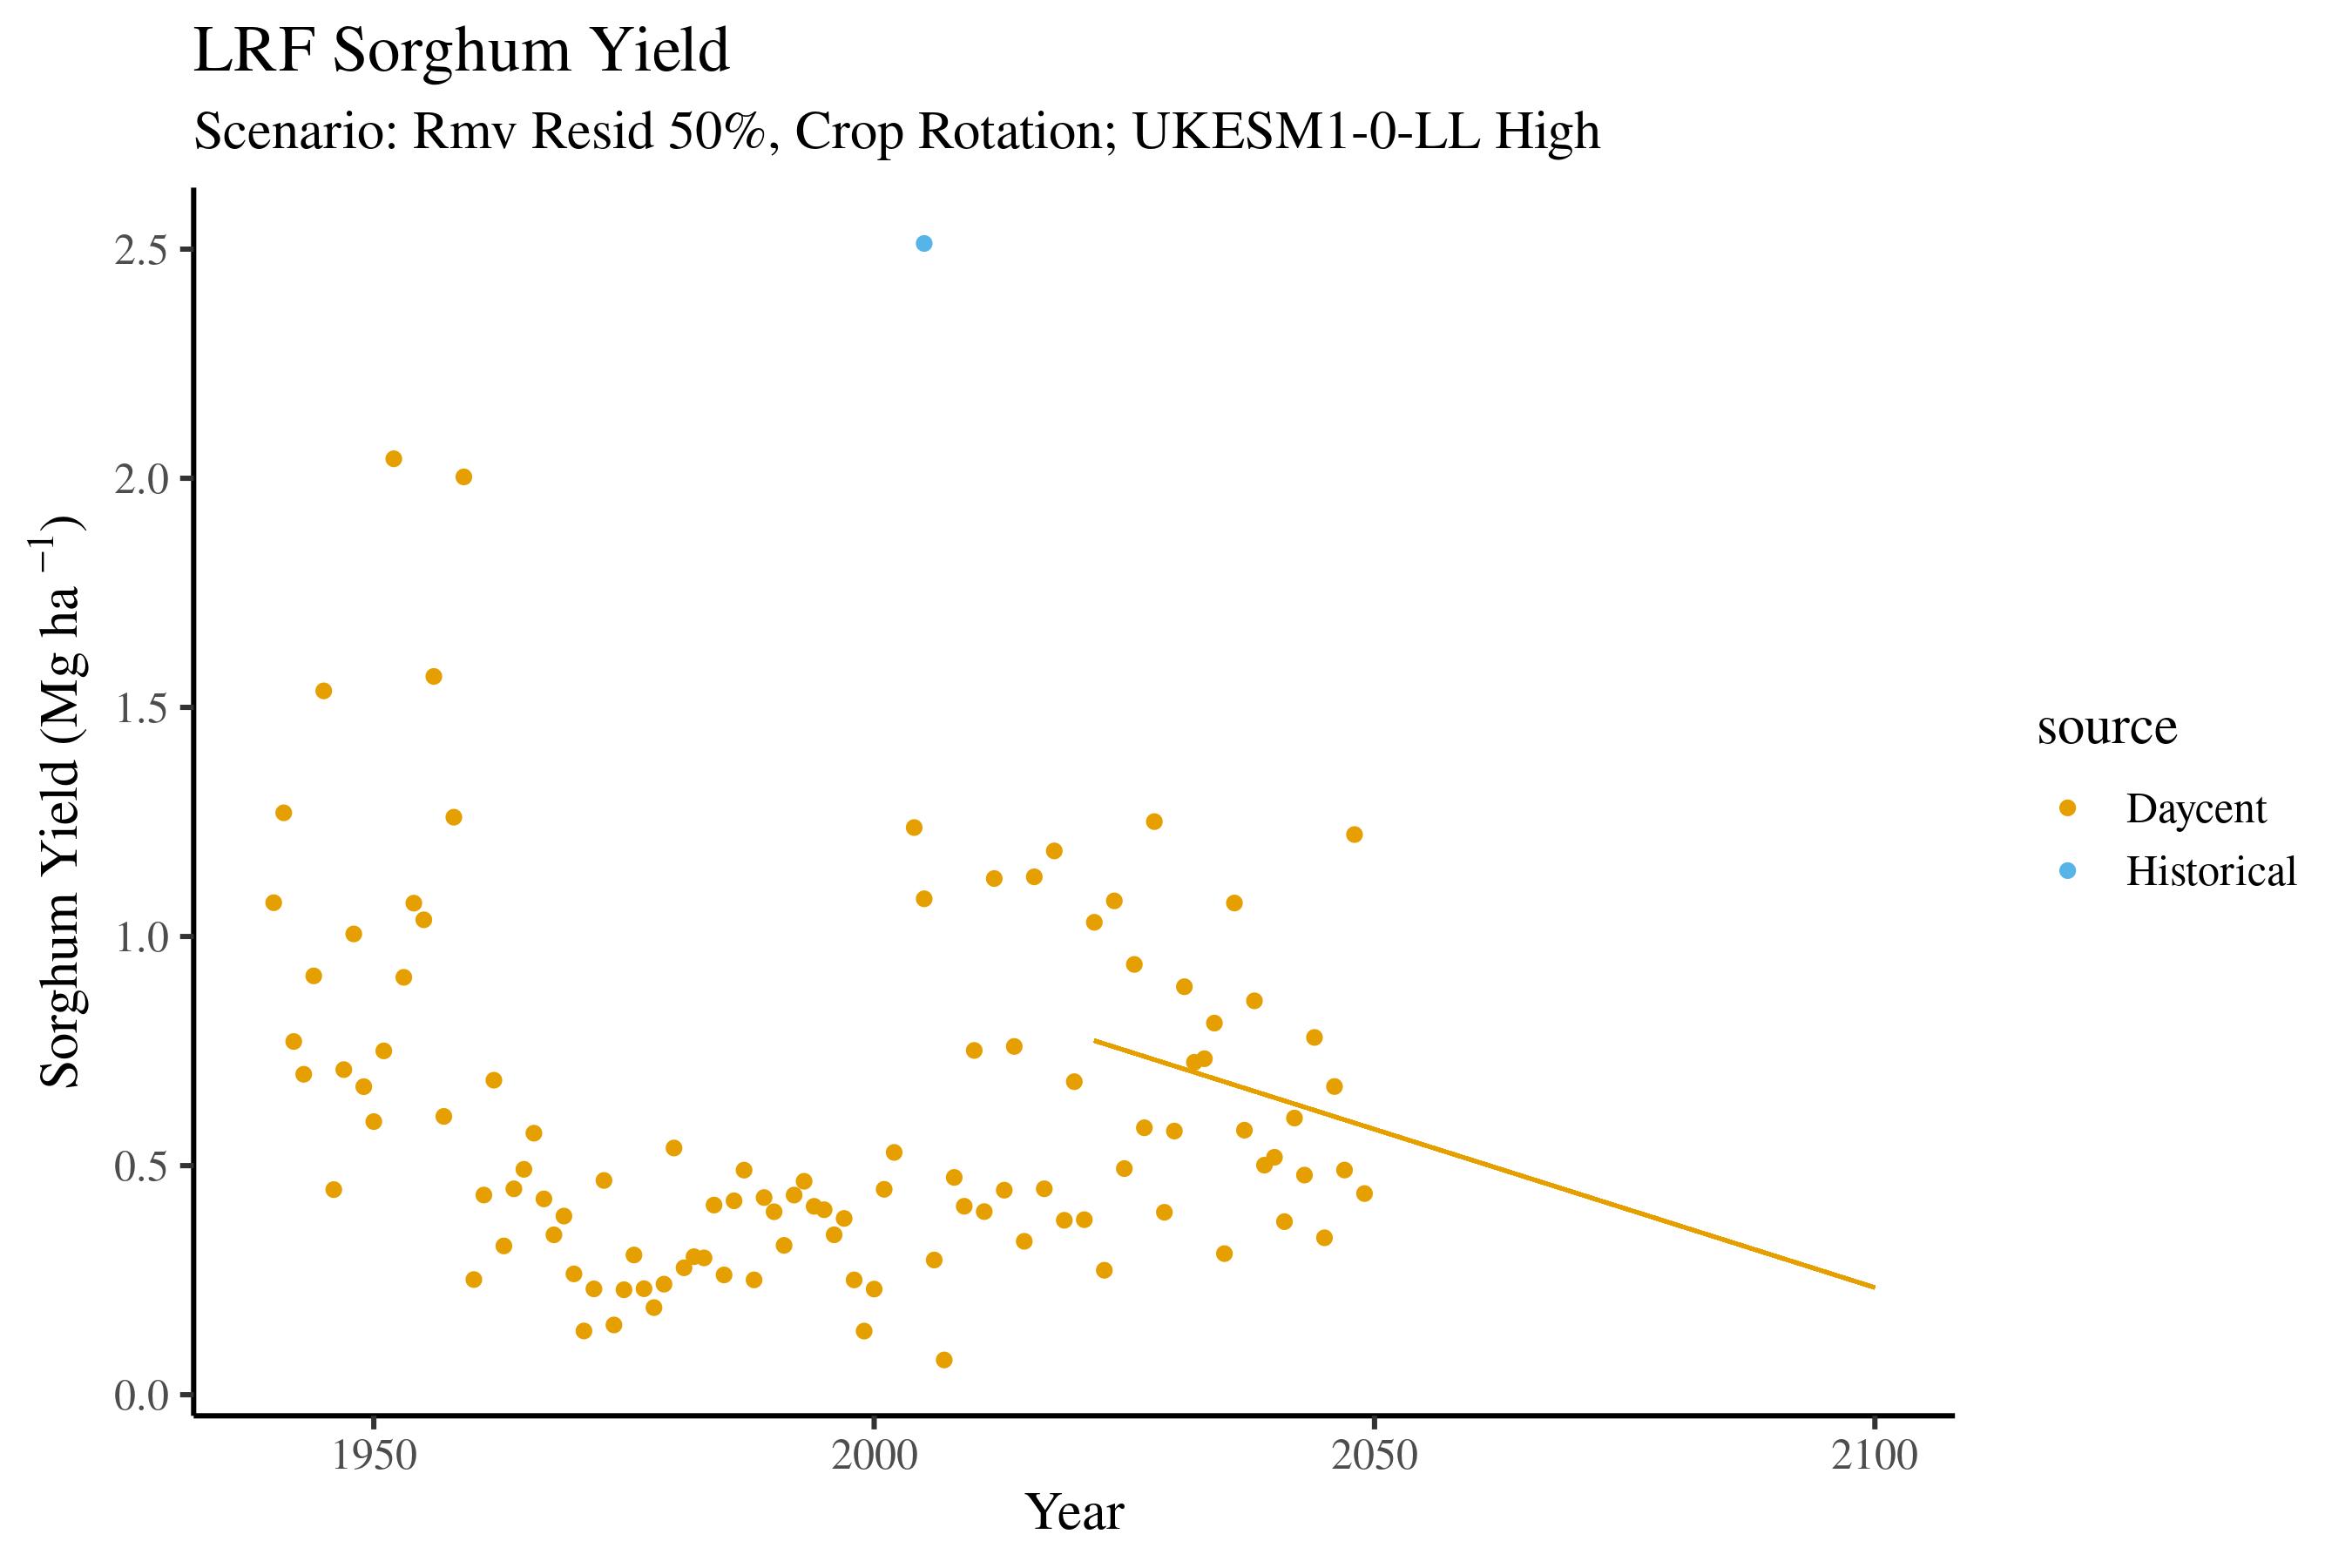 LRF Sorghum Yield
Scenario: Rmv Resid 50%, Crop Rotation; UKESM1-0-LL High
Sorghum Yield (Mg ha −1)
2.5
2.0
1.5
1.0
0.5
0.0
1950 2000 2050 2100
Year
source
Daycent
Historical